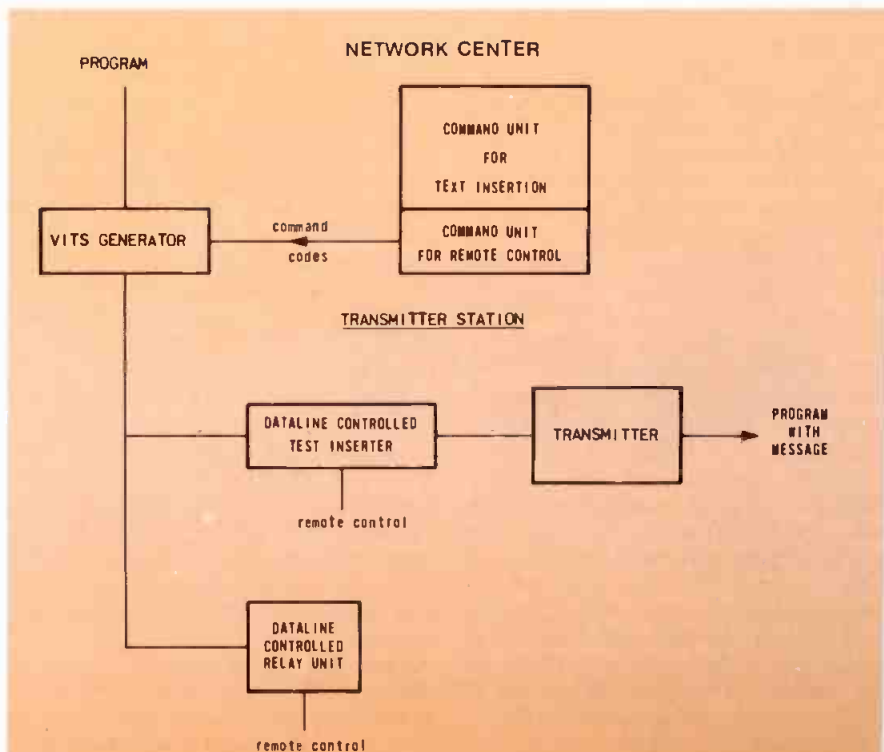 NETWORK CENTER
PROGRAM
COMMAND UNIT
FOR
TEXT INSERTION
VITS GENERATOR
command
codes
COMMAND UNIT
FOR REMOTE CONTROL
TRANSMITTER STATION
DATALINE CONTROLLED
TEST INSERTER
TRANSMITTER
PROGRAM
WITH
MESSAGE
remote control
DATALINE
CONTROLLED
RELAY UNIT
remote control